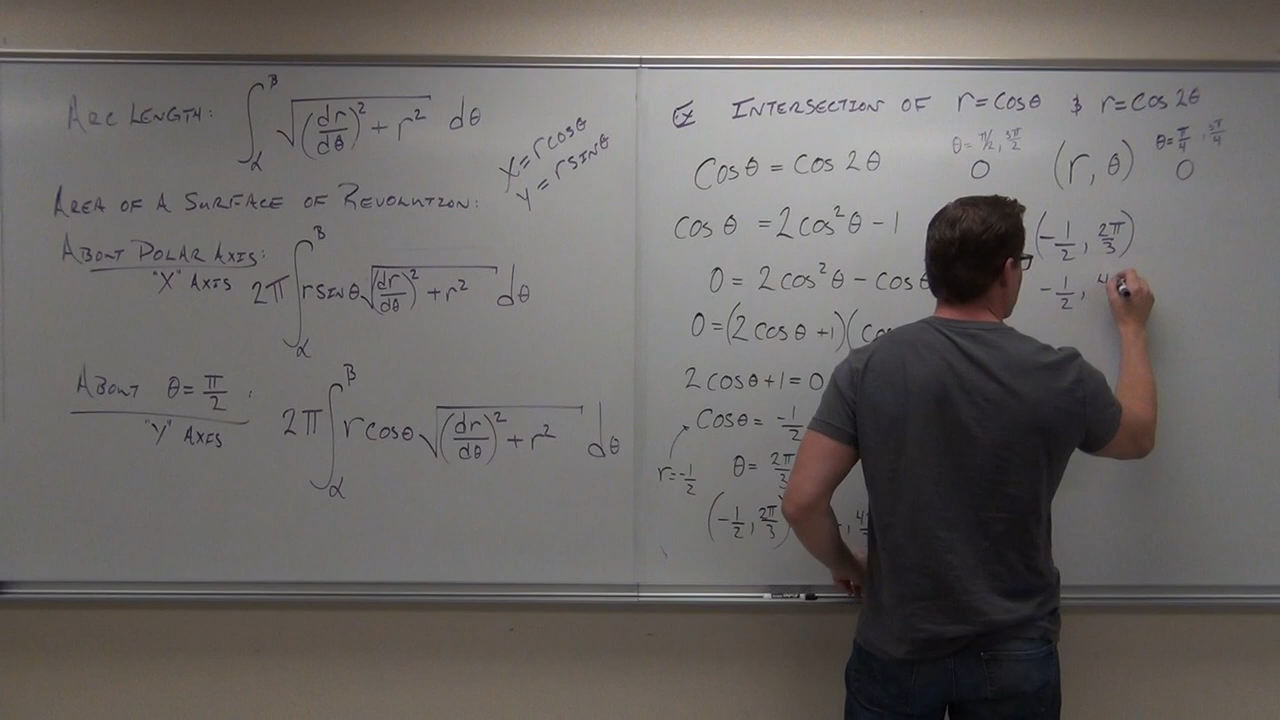 ARC LENGTH: ∫_α^β √((dr/dθ)² + r²) dθ
X = r cos θ
Y = r SIN θ
AREA OF A SURFACE OF REVOLUTION:
ABOUT POLAR AXIS:
"X" AXIS
2π ∫_α^β r SIN θ √((dr/dθ)² + r²) dθ
ABOUT θ = π/2 :
"Y" AXES
2π ∫_α^β r cos θ √((dr/dθ)² + r²) dθ
EX INTERSECTION OF r = cos θ & r = cos 2θ
θ = π/2, 3π/2
θ = π/4, 3π/4
cos θ = cos 2θ
0 (r, θ) 0
cos θ = 2cos²θ - 1
(-1/2, 2π/3)
0 = 2cos²θ - cos θ
-1/2, 4
0 = (2cos θ + 1)(cos
2cos θ + 1 = 0
cos θ = -1/2
r = -1/2
θ = 2π/3
(-1/2, 2π/3)